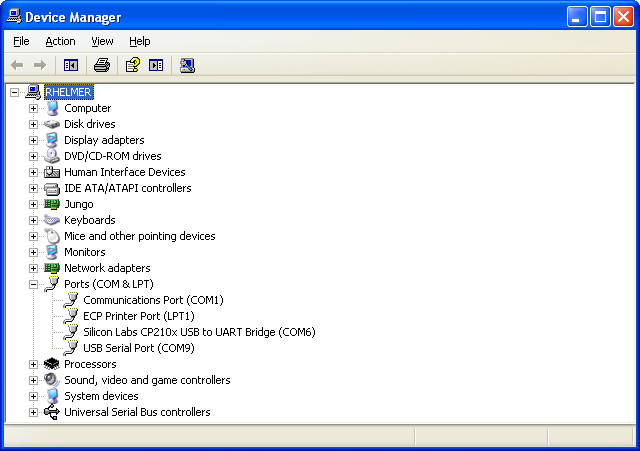 Device Manager
File Action View Help
RHELMER
Computer
Disk drives
Display adapters
DVD/CD-ROM drives
Human Interface Devices
IDE ATA/ATAPI controllers
Jungo
Keyboards
Mice and other pointing devices
Monitors
Network adapters
Ports (COM & LPT)
Communications Port (COM1)
ECP Printer Port (LPT1)
Silicon Labs CP210x USB to UART Bridge (COM6)
USB Serial Port (COM9)
Processors
Sound, video and game controllers
System devices
Universal Serial Bus controllers